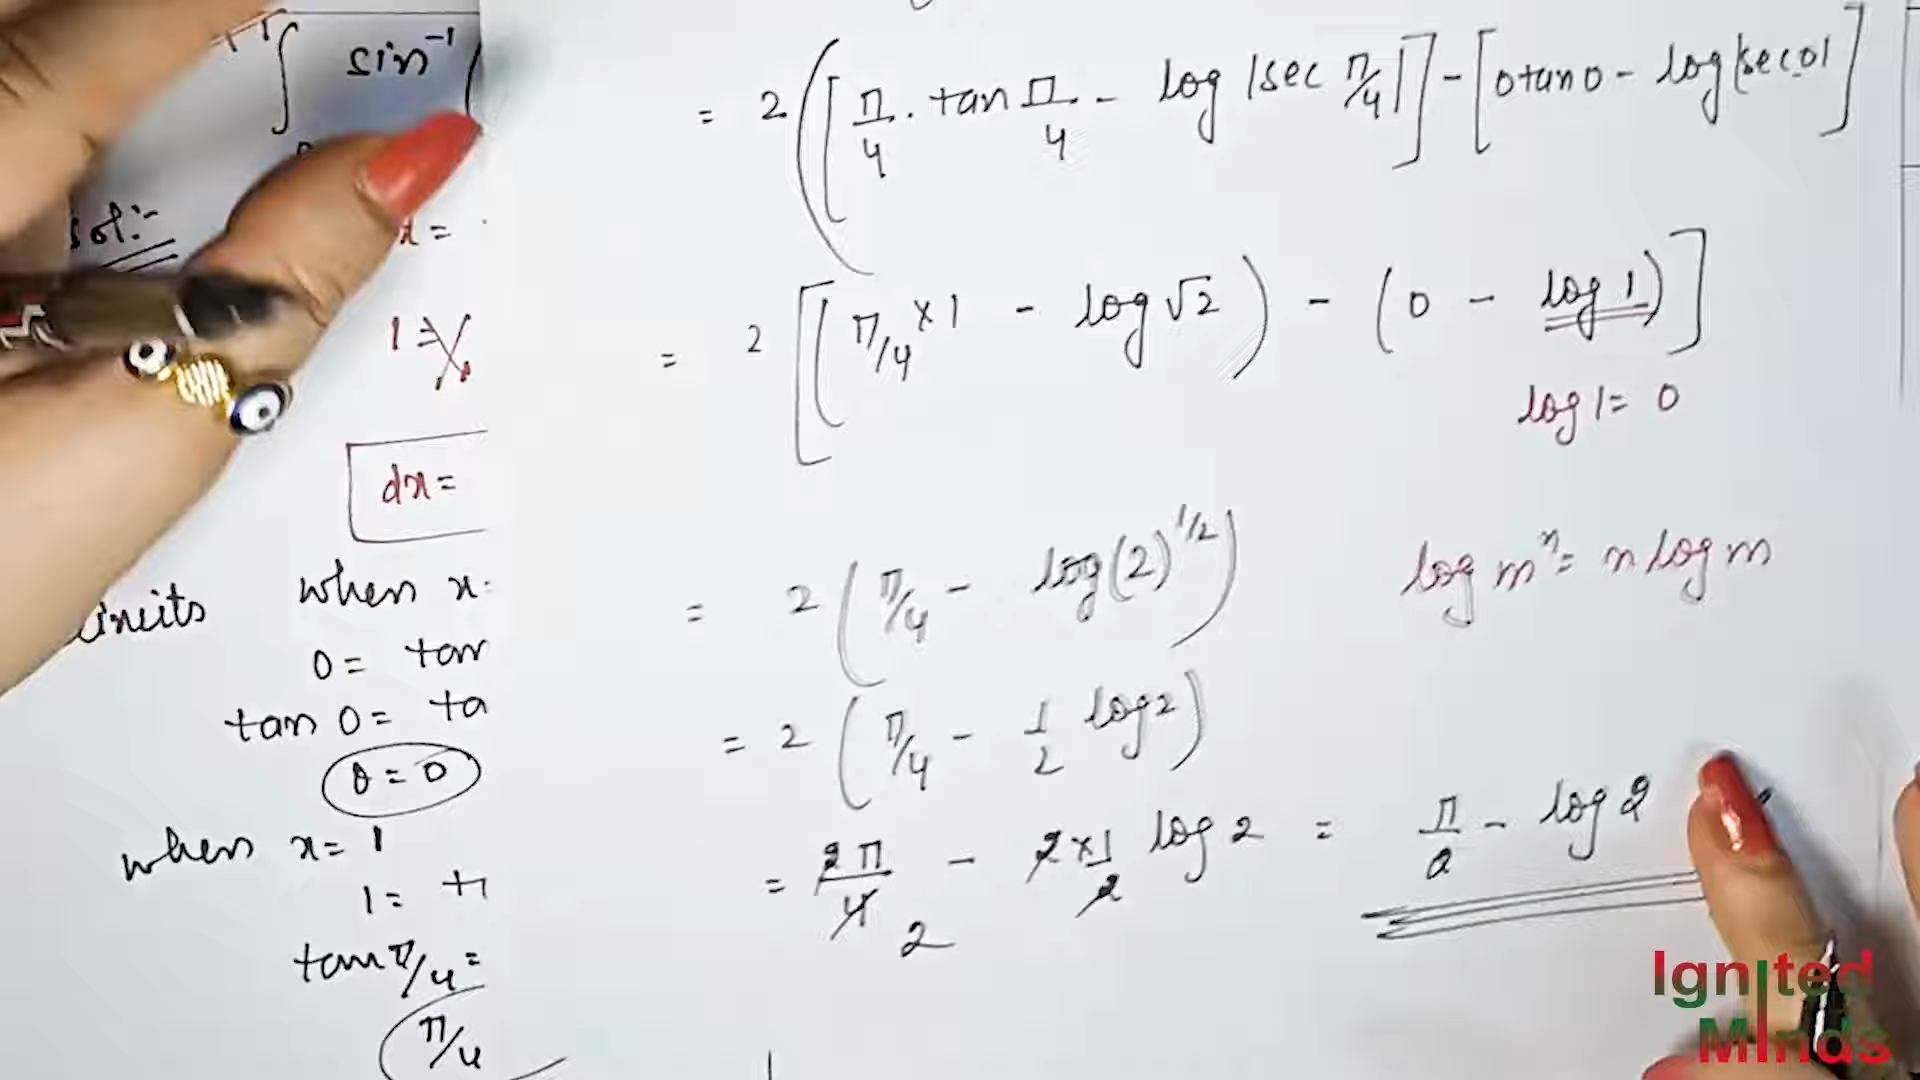 ∫ sin⁻¹ (
sol:-
x =
1 =
dx =
limits when x =
0 = tan
tan 0 = ta
θ = 0
when x = 1
1 = t
tan π/4 =
π/4
= 2 ( [ π/4 . tan π/4 - log |sec π/4| ] - [ 0 tan 0 - log |sec 0| ]
= 2 [ ( π/4 × 1 - log √2 ) - ( 0 - log 1 ) ]
log 1 = 0
= 2 ( π/4 - log (2)^1/2 ) log mⁿ = n log m
= 2 ( π/4 - 1/2 log 2 )
= 2π/4 2 - 2 × 1/2 log 2 = π/2 - log 2
Ignited
Minds